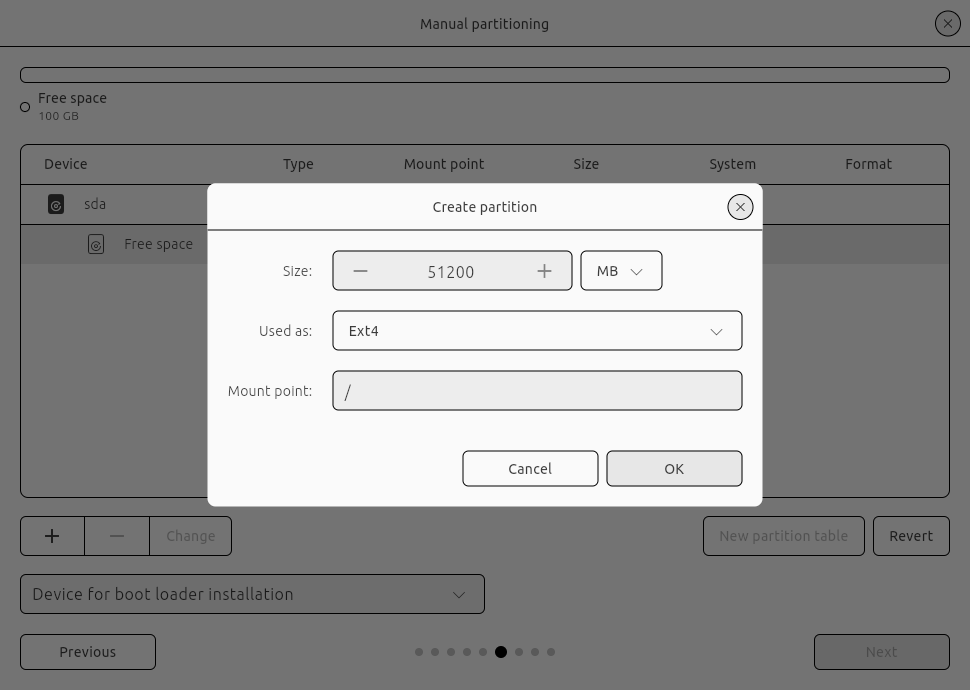 Manual partitioning
Free space
100 GB
Device Type Mount point Size System Format
sda
Free space
Create partition
Size: 51200 MB
Used as: Ext4
Mount point: /
Cancel OK
Change New partition table Revert
Device for boot loader installation
Previous Next